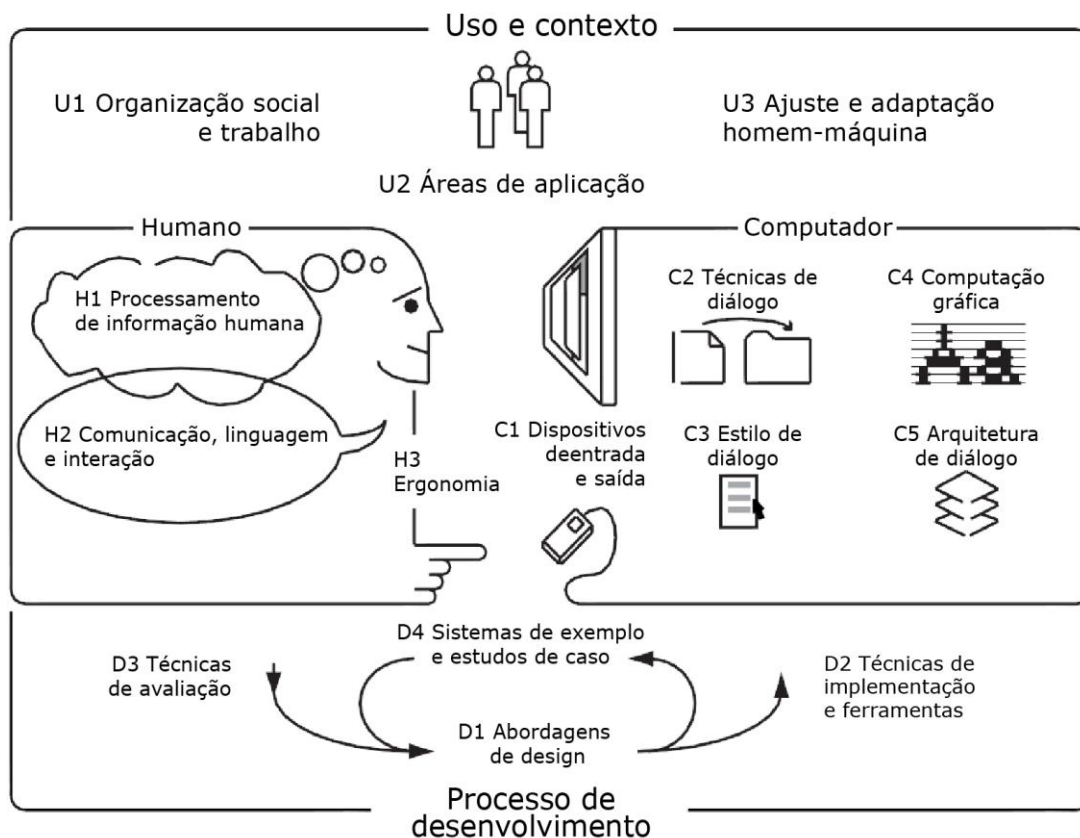 Uso e contexto
U1 Organização social
e trabalho
U3 Ajuste e adaptação
homem-máquina
U2 Áreas de aplicação
Humano
Computador
H1 Processamento
de informação humana
C2 Técnicas de
diálogo
C4 Computação
gráfica
H2 Comunicação, linguagem
e interação
H3
Ergonomia
C1 Dispositivos
deentrada
e saída
C3 Estilo de
diálogo
C5 Arquitetura
de diálogo
D3 Técnicas
de avaliação
D4 Sistemas de exemplo
e estudos de caso
D2 Técnicas de
implementação
e ferramentas
D1 Abordagens
de design
Processo de
desenvolvimento